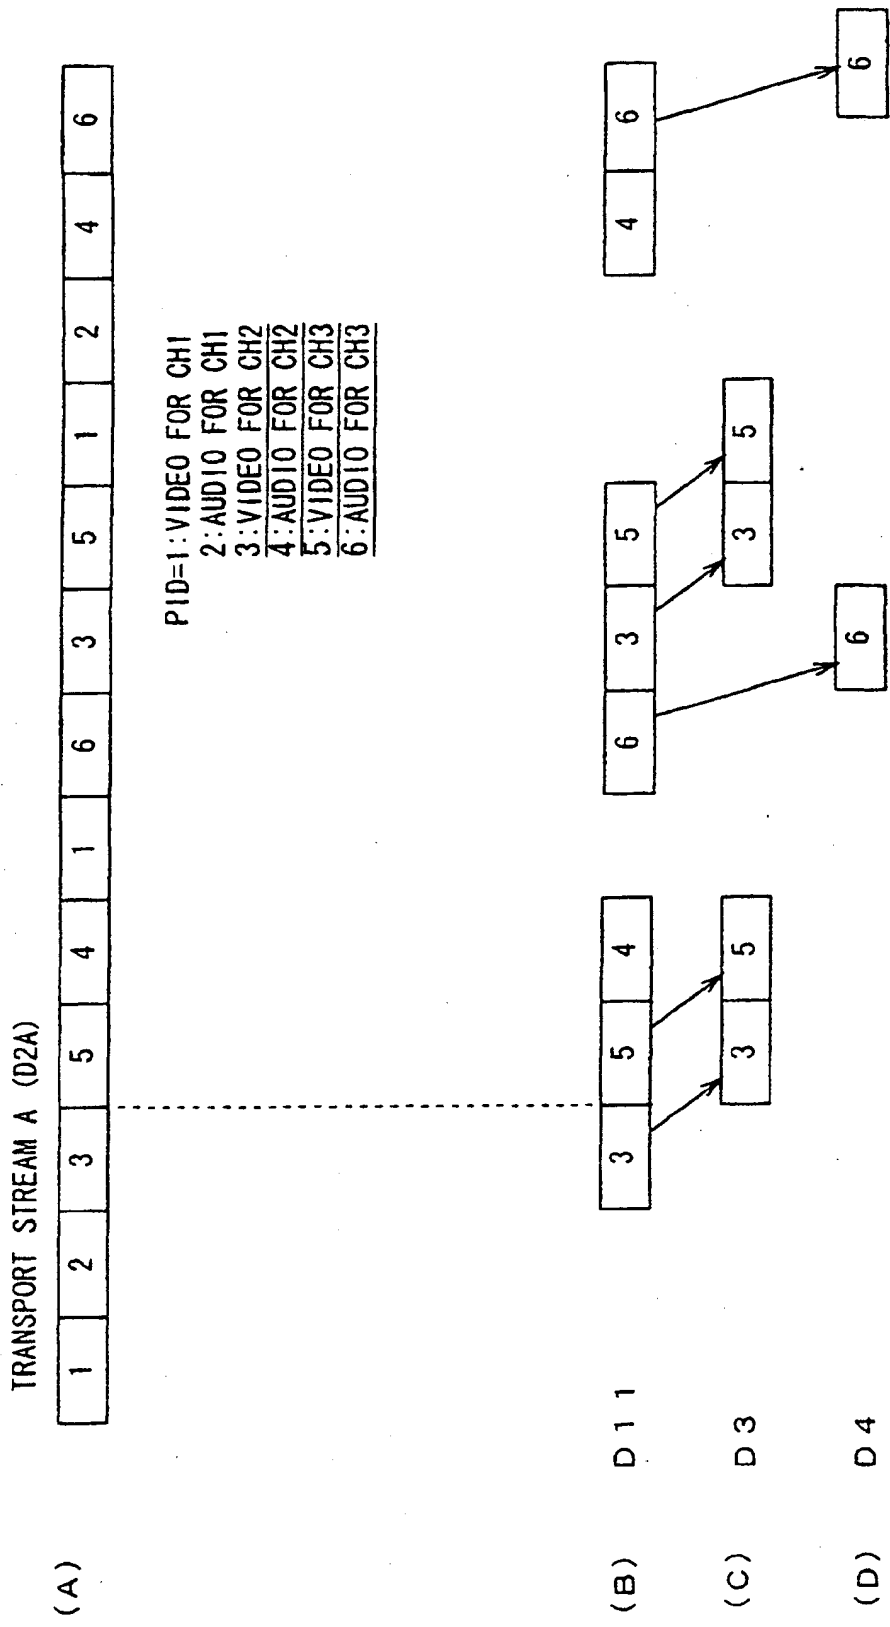 TRANSPORT STREAM A (D2A)
(A) 1 2 3 5 4 1 6 3 5 1 2 4 6
PID=1:VIDEO FOR CH1
2:AUDIO FOR CH1
3:VIDEO FOR CH2
4:AUDIO FOR CH2
5:VIDEO FOR CH3
6:AUDIO FOR CH3
(B) D11 3 5 4 6 3 5 4 6
(C) D3 3 5 3 5
(D) D4 6 6